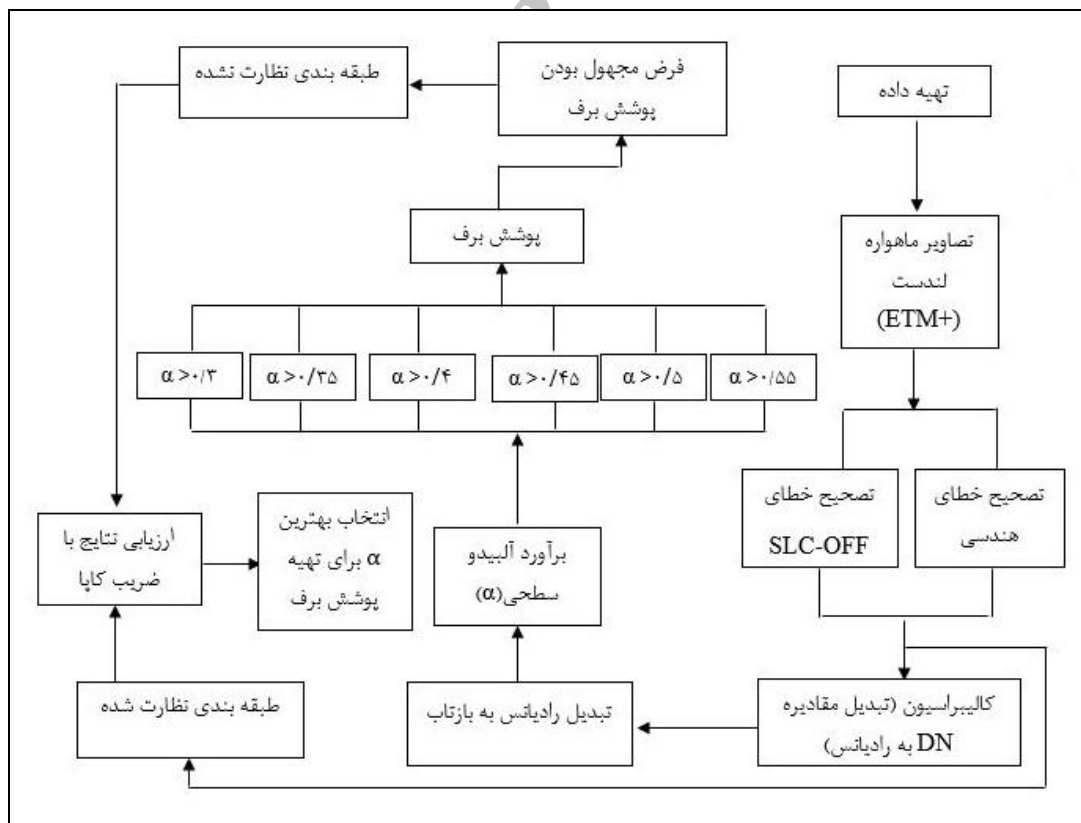 تهیه داده
تصاویر ماهواره
لندست
(ETM+)
تصحیح خطای
هندسی
تصحیح خطای
SLC-OFF
کالیبراسیون (تبدیل مقادیره
DN به رادیانس)
تبدیل رادیانس به بازتاب
برآورد آلبیدو
سطحی(α)
α >۰/۳
α >۰/۳۵
α >۰/۴
α >۰/۴۵
α >۰/۵
α >۰/۵۵
پوشش برف
فرض مجهول بودن
پوشش برف
طبقه بندی نظارت نشده
طبقه بندی نظارت شده
ارزیابی نتایج با
ضریب کاپا
انتخاب بهترین
α برای تهیه
پوشش برف